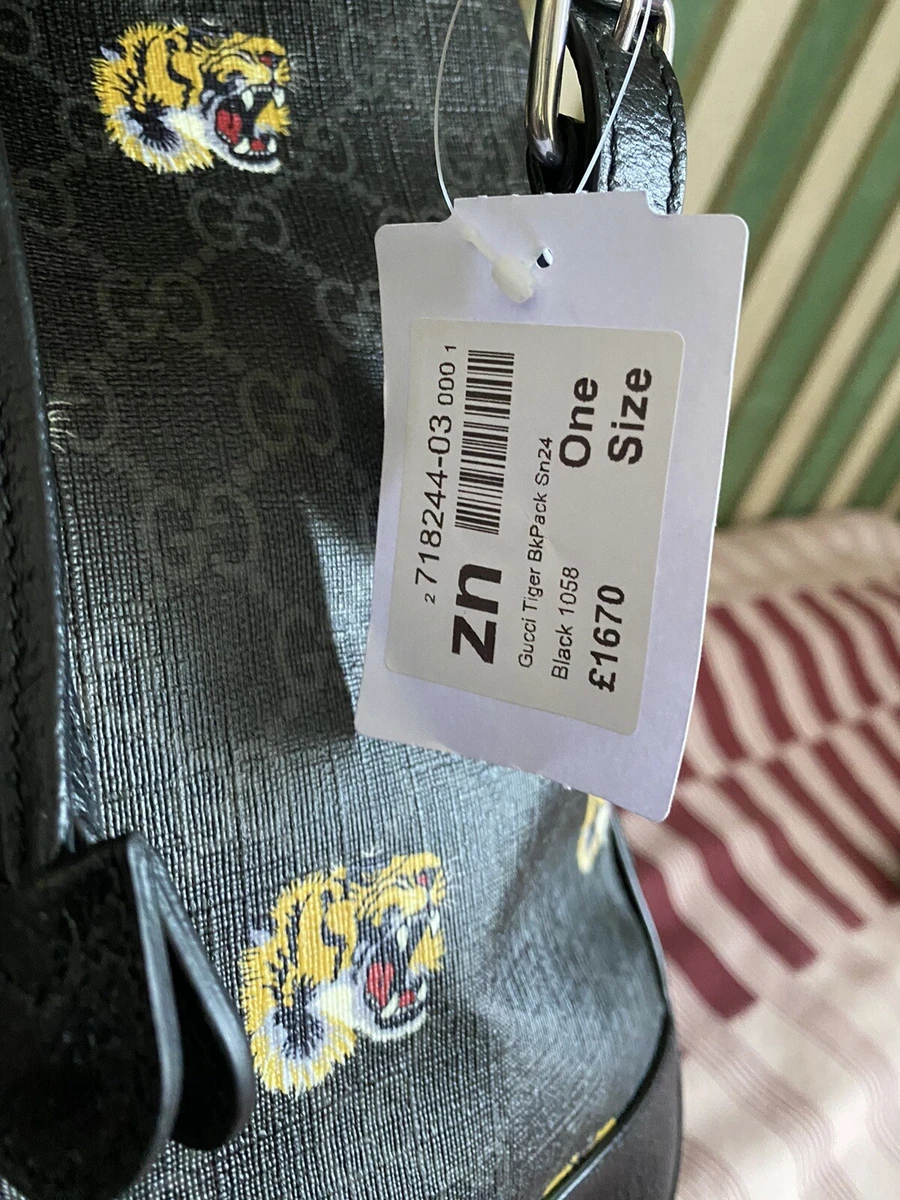 2 718244-03 000 1
zn
Gucci Tiger BkPack Sn24
Black 1058
One
Size
£1670